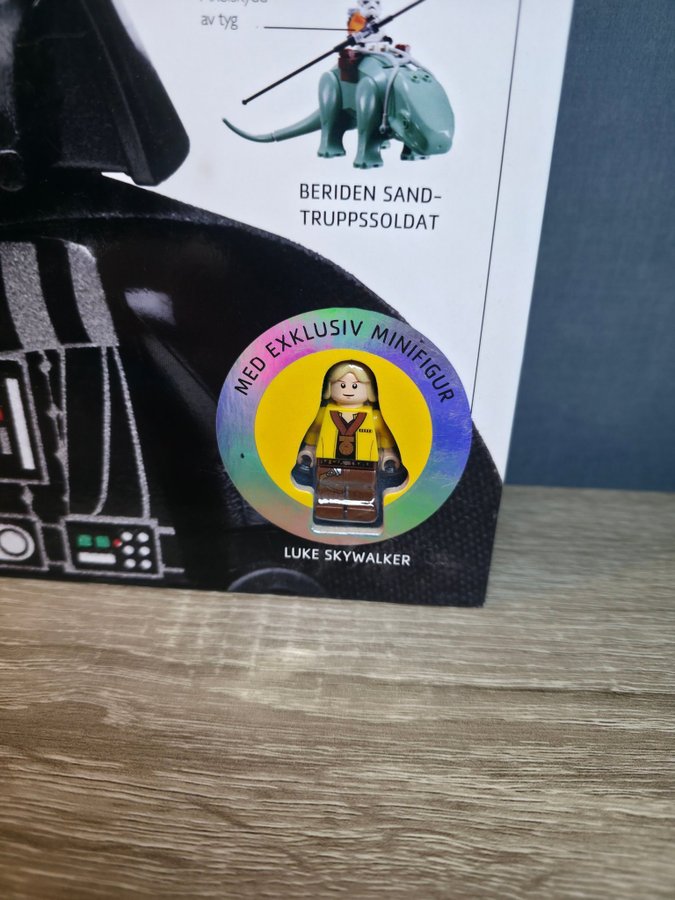 av tyg
BERIDEN SAND-
TRUPPSSOLDAT
MED EXKLUSIV MINIFIGUR
LUKE SKYWALKER